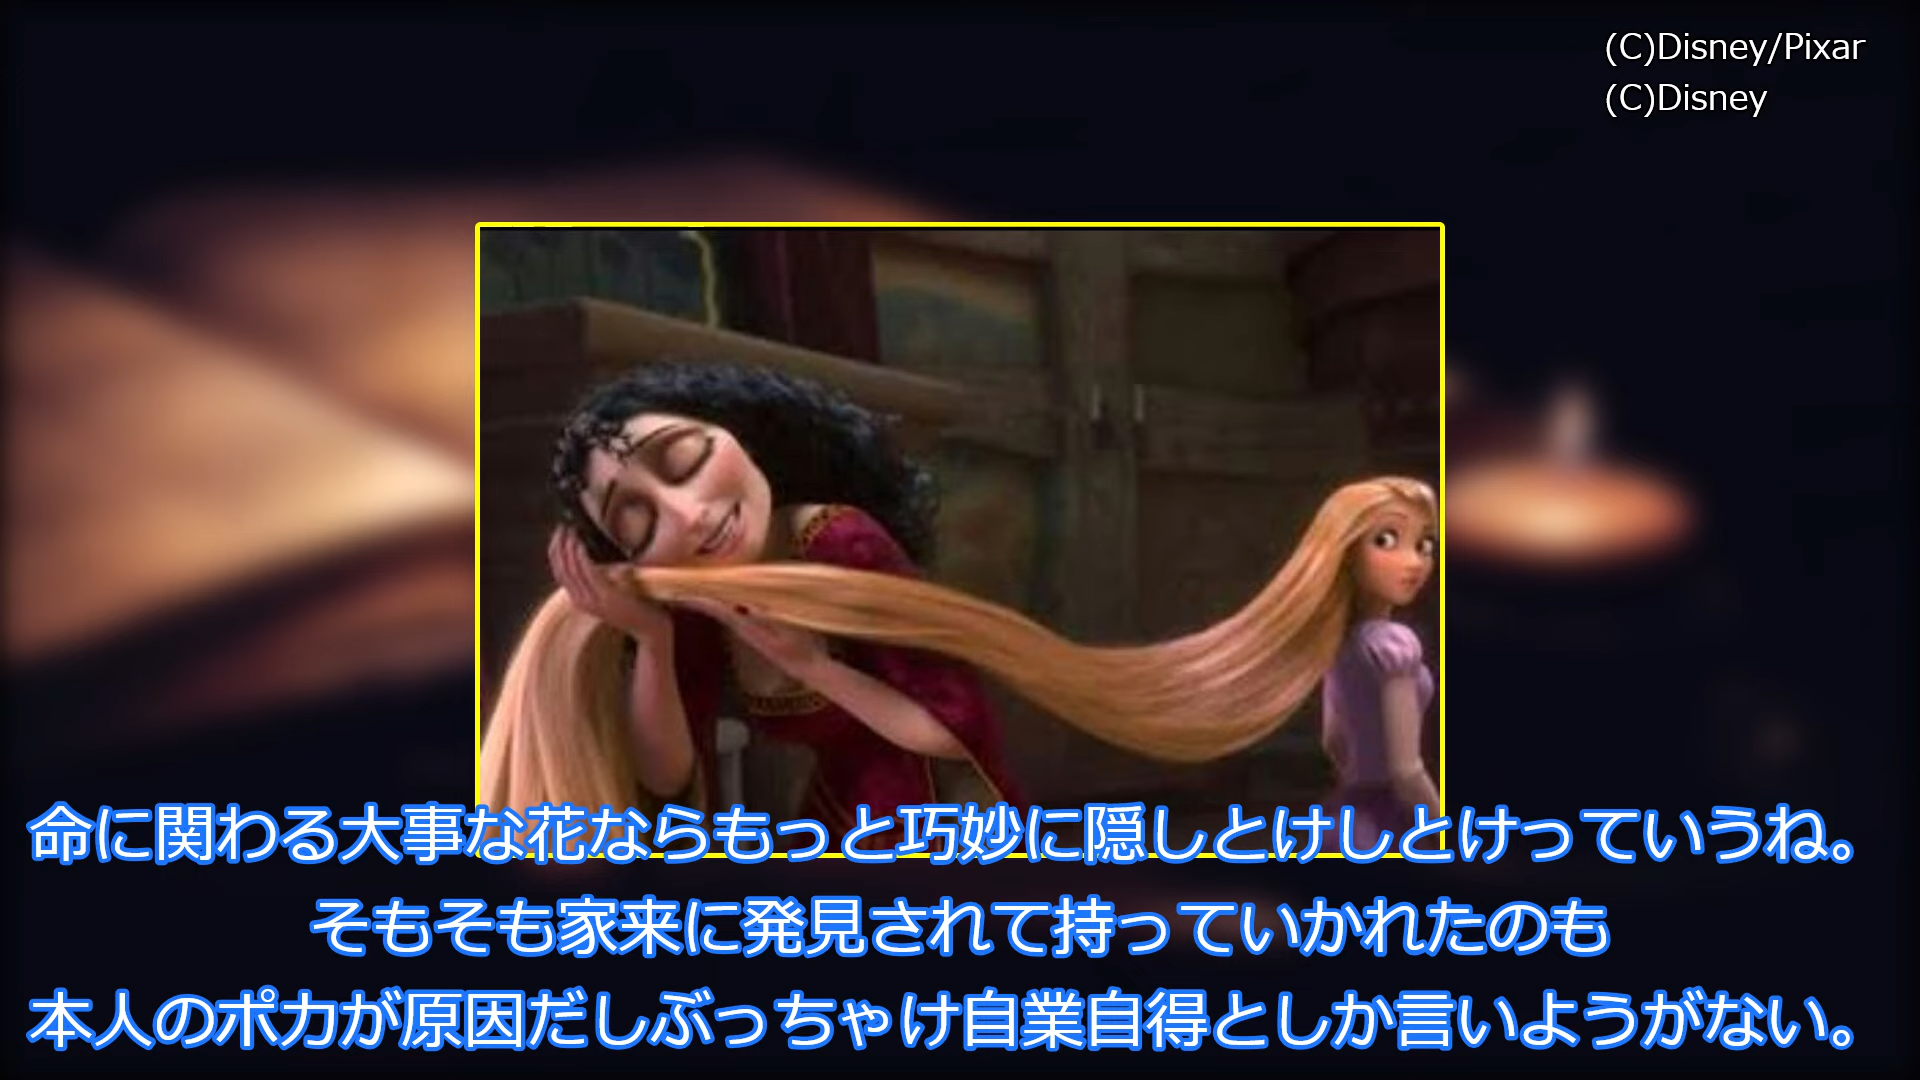 (C)Disney/Pixar
(C)Disney
命に関わる大事な花ならもっと巧妙に隠しとけしとけっていうね。
そもそも家来に発見されて持っていかれたのも
本人のポカが原因だしぶっちゃけ自業自得としか言いようがない。